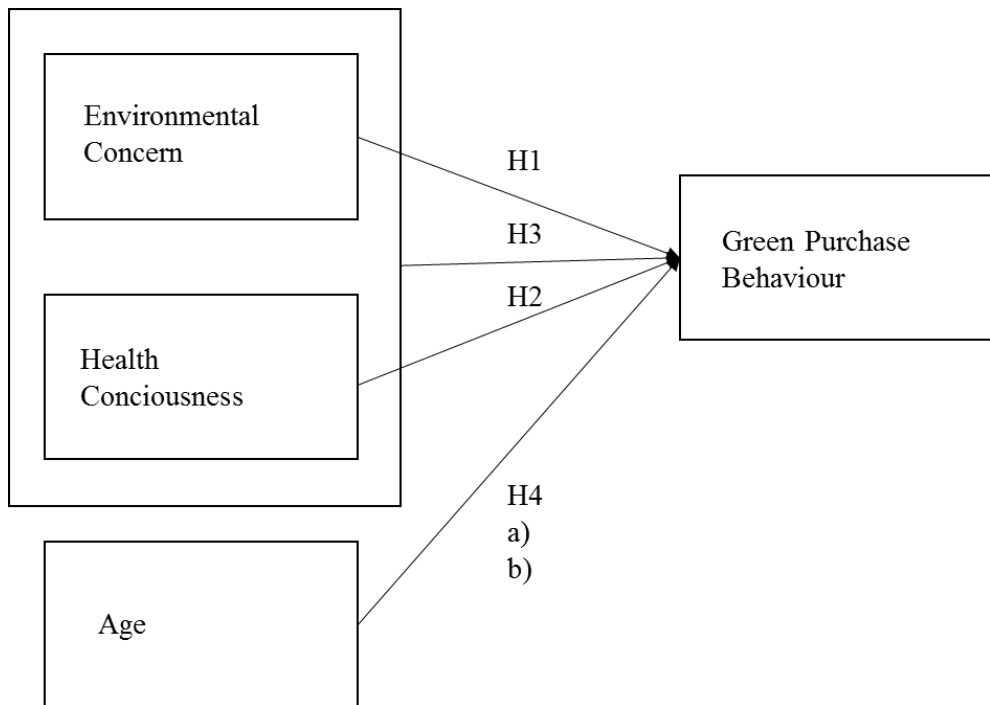 Environmental
Concern
H1
H3
Green Purchase
Behaviour
H2
Health
Conciousness
H4
a)
b)
Age